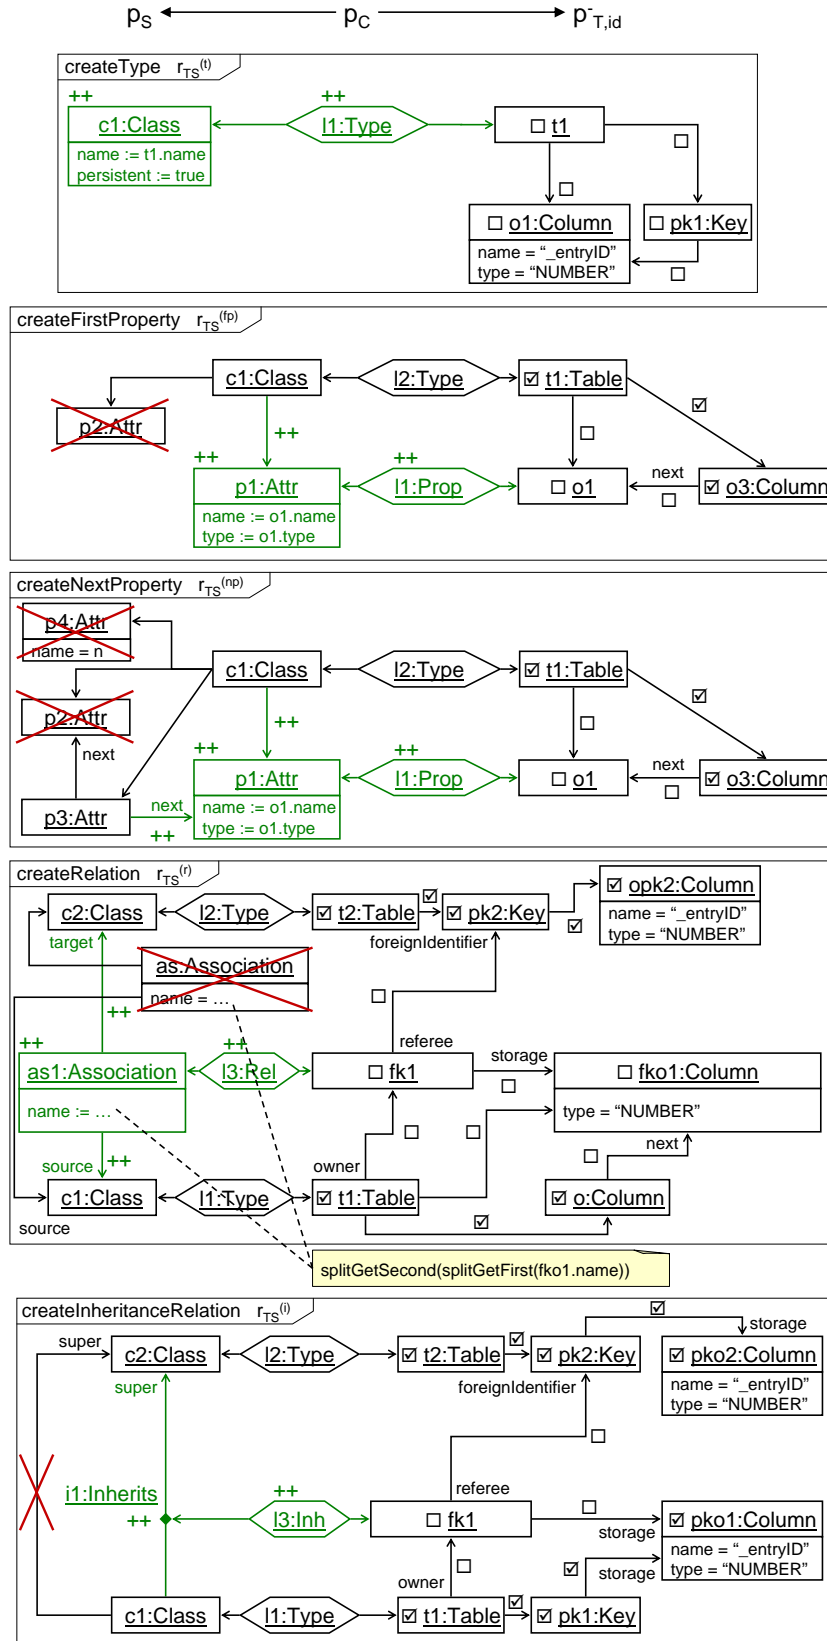 p_S p_C p^-_T,id
createType r_TS^(t)
++ ++
c1:Class l1:Type ☐ t1
name := t1.name
persistent := true
☐
☐
☐ o1:Column ☐ pk1:Key
name = “_entryID”
type = “NUMBER”
☐
createFirstProperty r_TS^(fp)
c1:Class l2:Type ☑ t1:Table
☑
p2:Attr
++ ☐
++ ++
p1:Attr l1:Prop ☐ o1 next ☐ ☑ o3:Column
name := o1.name
type := o1.type
createNextProperty r_TS^(np)
p4:Attr
name = n
c1:Class l2:Type ☑ t1:Table
☑
p2:Attr
++ ☐
next
++ ++
p1:Attr l1:Prop ☐ o1 next ☐ ☑ o3:Column
p3:Attr next ++
name := o1.name
type := o1.type
createRelation r_TS^(r)
c2:Class l2:Type ☑ t2:Table ☑ ☑ pk2:Key ☑ ☑ opk2:Column
name = “_entryID”
type = “NUMBER”
target foreignIdentifier
as:Association
name = ...
++ ☐
referee
++ ++
as1:Association l3:Rel ☐ fk1 storage ☐ ☐ fko1:Column
name := ...
type = “NUMBER”
☐ ☐
next
☐
source ++ owner
c1:Class l1:Type ☑ t1:Table ☑ ☑ o:Column
source
splitGetSecond(splitGetFirst(fko1.name))
createInheritanceRelation r_TS^(i)
☑
super storage
c2:Class l2:Type ☑ t2:Table ☑ ☑ pk2:Key ☑ pko2:Column
name = “_entryID”
type = “NUMBER”
super foreignIdentifier
☐
referee
i1:Inherits ++
++ l3:Inh ☐ fk1 ☐ storage ☑ pko1:Column
name = “_entryID”
type = “NUMBER”
☐ ☑ storage
owner
c1:Class l1:Type ☑ t1:Table ☑ ☑ pk1:Key